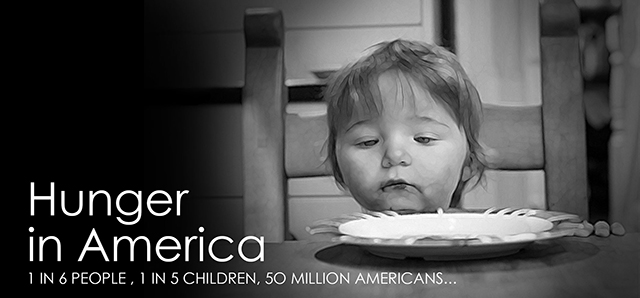 Hunger
in America
1 IN 6 PEOPLE , 1 IN 5 CHILDREN, 50 MILLION AMERICANS...